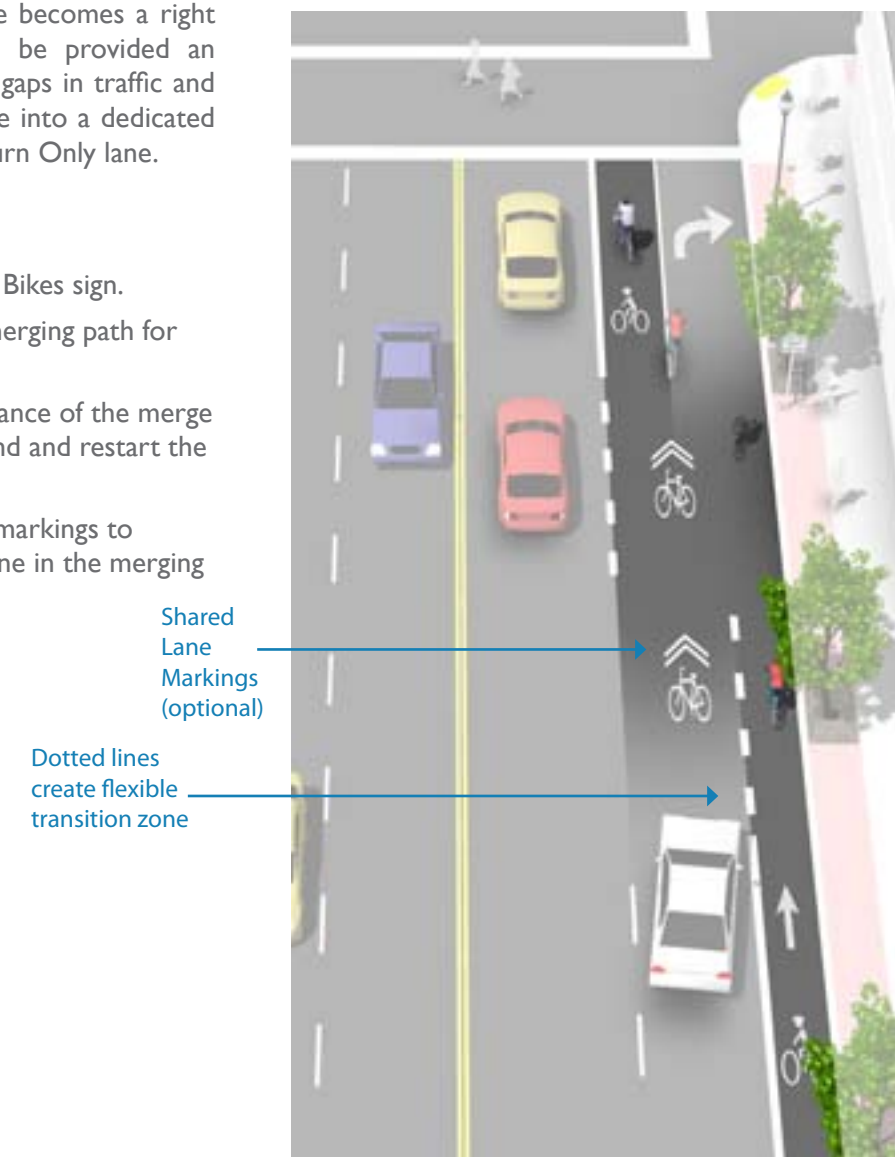 e becomes a right
be provided an
gaps in traffic and
e into a dedicated
urn Only lane.
Bikes sign.
erging path for
ance of the merge
nd and restart the
markings to
ne in the merging
Shared
Lane
Markings
(optional)
Dotted lines
create flexible
transition zone